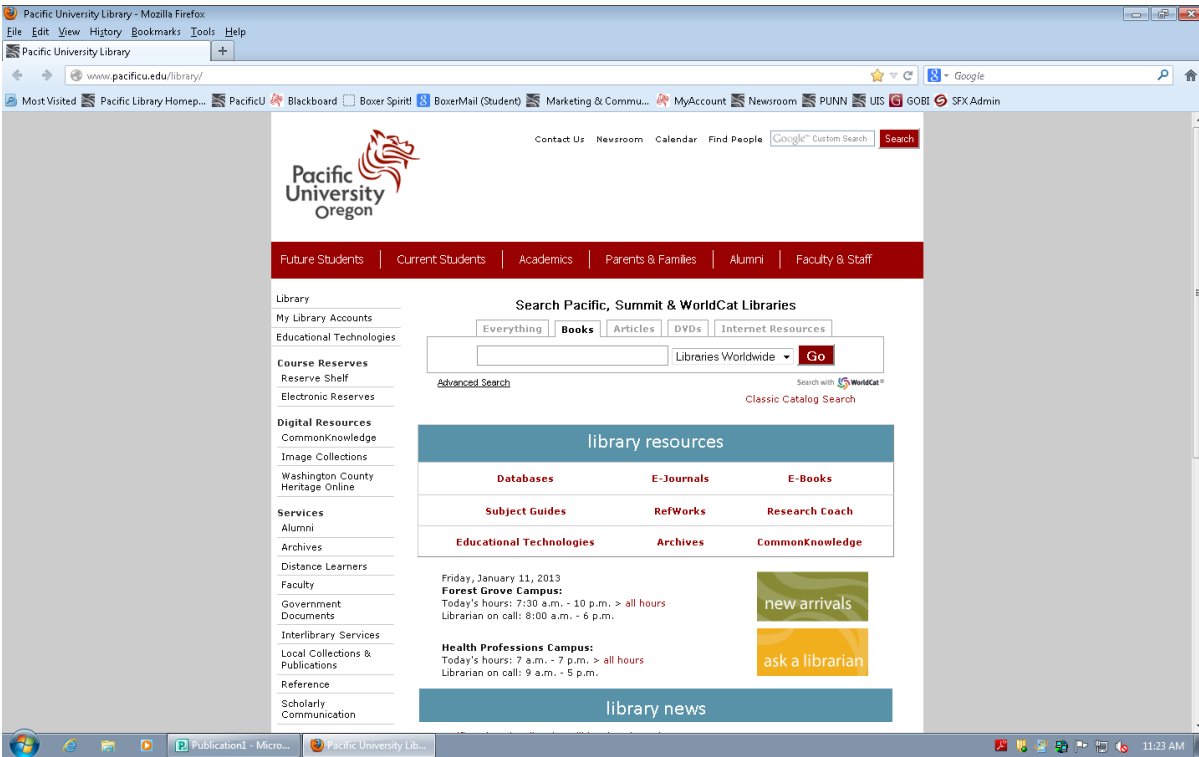 Pacific University Library - Mozilla Firefox
File Edit View History Bookmarks Tools Help
Pacific University Library
www.pacificu.edu/library/
Google
Most Visited Pacific Library Homep... PacificU Blackboard Boxer Spirit! BoxerMail (Student) Marketing & Commu... MyAccount Newsroom PUNN UIS GOBI SFX Admin
Contact Us Newsroom Calendar Find People Google™ Custom Search Search
Pacific
University
Oregon
Future Students Current Students Academics Parents & Families Alumni Faculty & Staff
Library
My Library Accounts
Educational Technologies
Course Reserves
Reserve Shelf
Electronic Reserves
Digital Resources
CommonKnowledge
Image Collections
Washington County
Heritage Online
Services
Alumni
Archives
Distance Learners
Faculty
Government
Documents
Interlibrary Services
Local Collections &
Publications
Reference
Scholarly
Communication
Search Pacific, Summit & WorldCat Libraries
Everything Books Articles DVDs Internet Resources
Libraries Worldwide Go
Advanced Search Search with WorldCat®
Classic Catalog Search
library resources
Databases E-Journals E-Books
Subject Guides RefWorks Research Coach
Educational Technologies Archives CommonKnowledge
Friday, January 11, 2013
Forest Grove Campus:
Today's hours: 7:30 a.m. - 10 p.m. > all hours
Librarian on call: 8:00 a.m. - 6 p.m.
Health Professions Campus:
Today's hours: 7 a.m. - 7 p.m. > all hours
Librarian on call: 9 a.m. - 5 p.m.
new arrivals
ask a librarian
library news
Publication1 - Micro... Pacific University Lib... 11:23 AM